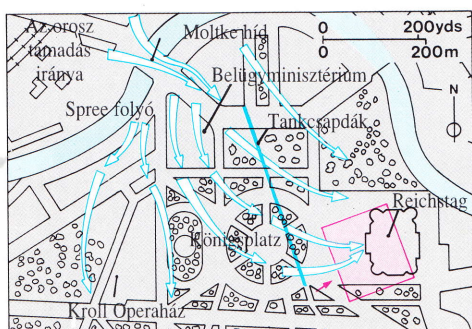 Az orosz
támadás
iránya
Moltke híd
0 200yds
0 200m
Belügyminisztérium
N
Spree folyó
Tankcsapdák
Reichstag
Königsplatz
Kroll Operaház